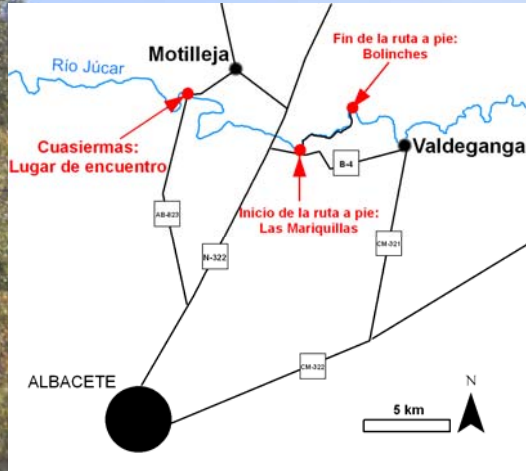 Motilleja
Río Júcar
Fin de la ruta a pie:
Bolinches
Cuasiermas:
Lugar de encuentro
Valdeganga
B-4
Inicio de la ruta a pie:
Las Mariquillas
AB-823
CM-321
N-322
CM-322
ALBACETE
N
5 km